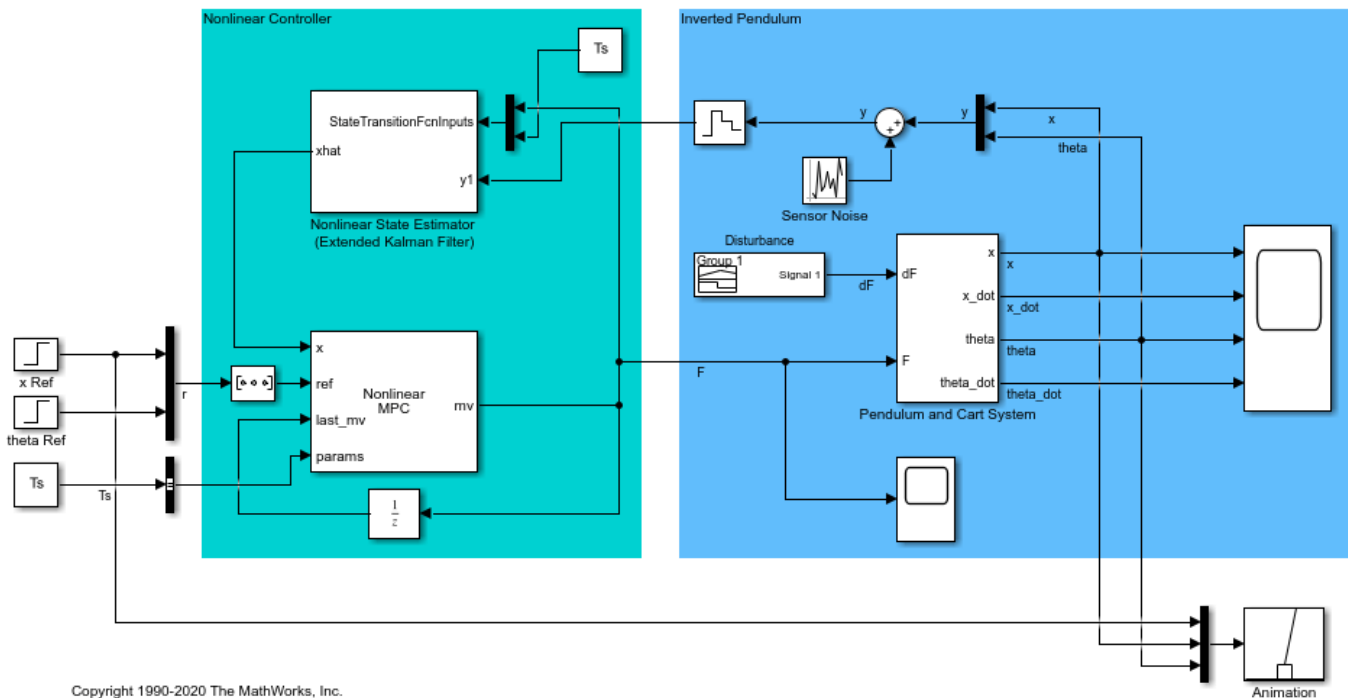 Nonlinear Controller
Inverted Pendulum
Ts
StateTransitionFcnInputs
xhat
y1
Nonlinear State Estimator
(Extended Kalman Filter)
y
+
+
y
x
theta
Sensor Noise
Disturbance
Group 1
Signal 1
dF
dF
F
x
x_dot
theta
theta_dot
x
x_dot
theta
theta_dot
Pendulum and Cart System
F
x Ref
theta Ref
r
Ts
Ts
x
ref
last_mv
params
Nonlinear
MPC
mv
1
z
Animation
Copyright 1990-2020 The MathWorks, Inc.